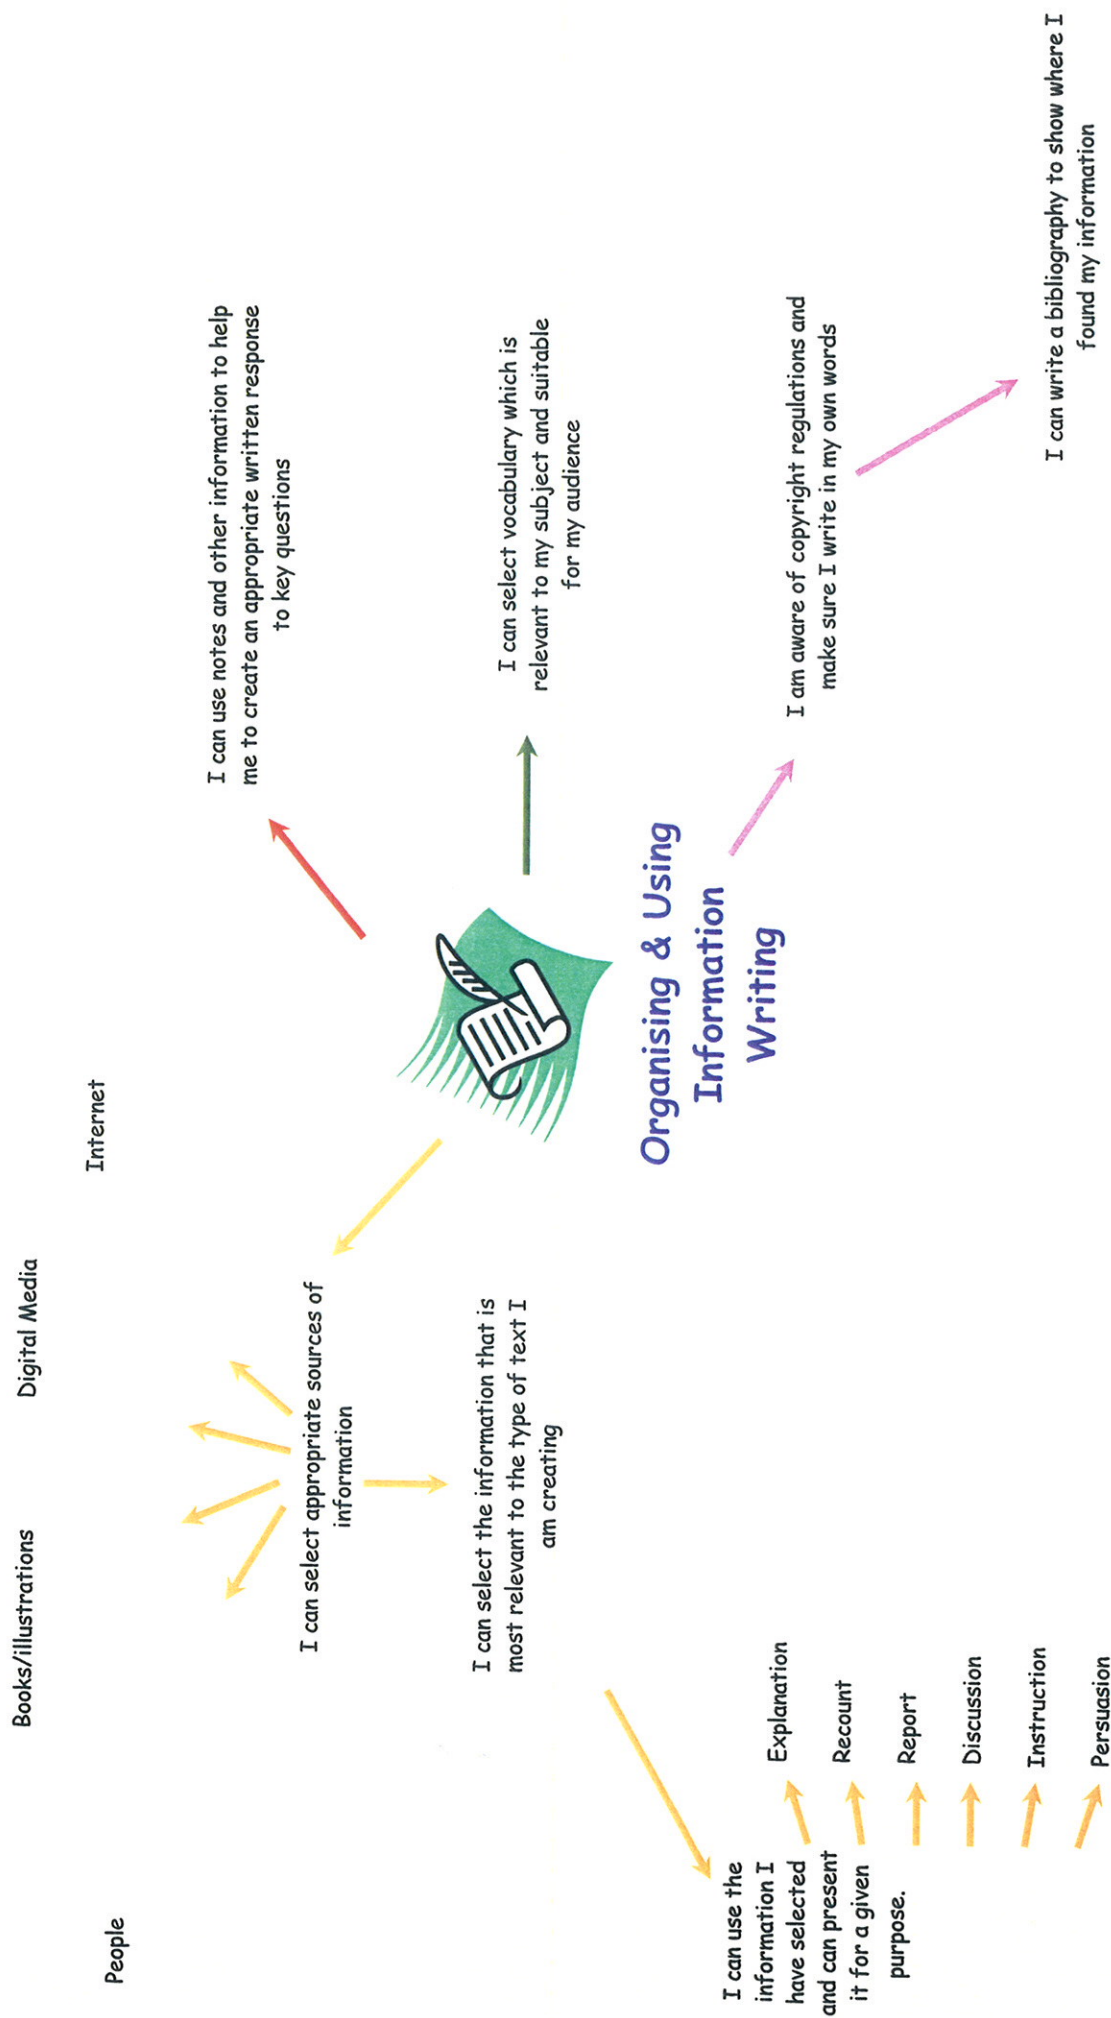 People
Books/illustrations
Digital Media
Internet
I can select appropriate sources of
information
I can select the information that is
most relevant to the type of text I
am creating
I can use the
information I
have selected
and can present
it for a given
purpose.
Explanation
Recount
Report
Discussion
Instruction
Persuasion
Organising & Using
Information
Writing
I can use notes and other information to help
me to create an appropriate written response
to key questions
I can select vocabulary which is
relevant to my subject and suitable
for my audience
I am aware of copyright regulations and
make sure I write in my own words
I can write a bibliography to show where I
found my information